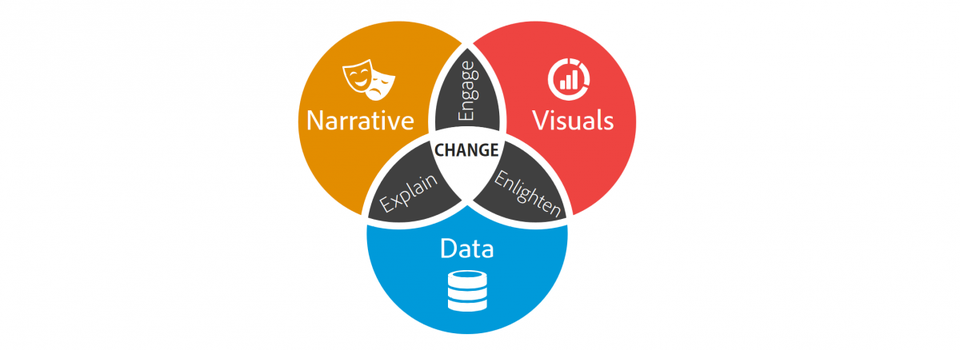 Engage
Narrative
Visuals
CHANGE
Explain
Enlighten
Data